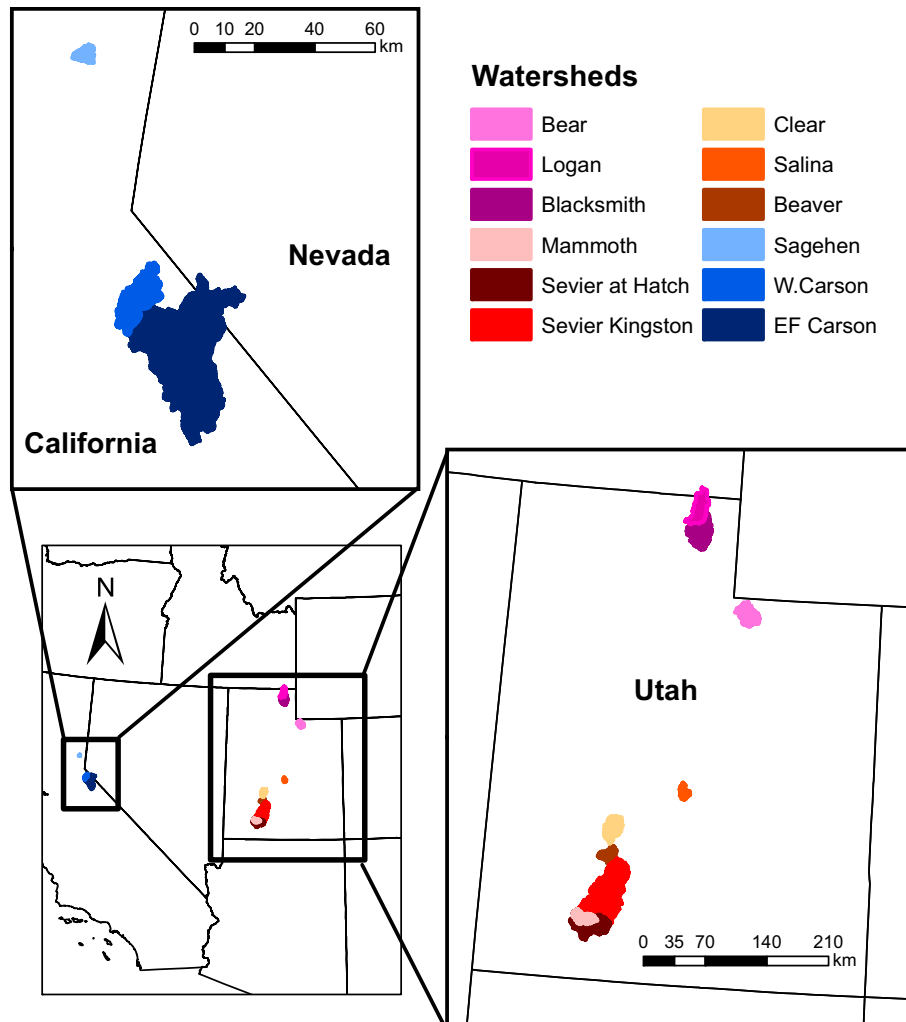 0 10 20 40 60
km
Nevada
California
Watersheds
Bear
Logan
Blacksmith
Mammoth
Sevier at Hatch
Sevier Kingston
Clear
Salina
Beaver
Sagehen
W.Carson
EF Carson
N
Utah
0 35 70 140 210
km